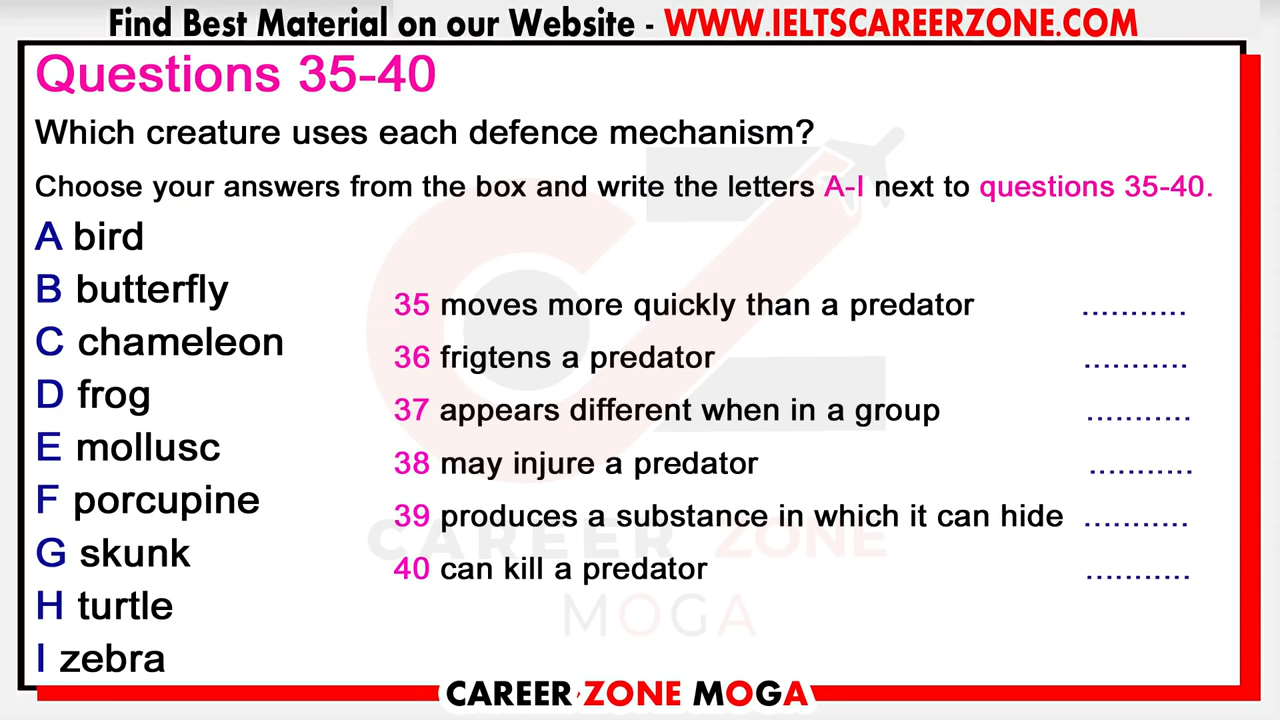 Find Best Material on our Website - WWW.IELTSCAREERZONE.COM
Questions 35-40
Which creature uses each defence mechanism?
Choose your answers from the box and write the letters A-I next to questions 35-40.
A bird
B butterfly
C chameleon
D frog
E mollusc
F porcupine
G skunk
H turtle
I zebra
35 moves more quickly than a predator ...........
36 frigtens a predator ...........
37 appears different when in a group ...........
38 may injure a predator ...........
39 produces a substance in which it can hide ...........
40 can kill a predator ...........
CAREER ZONE
MOGA
CAREER ZONE MOGA